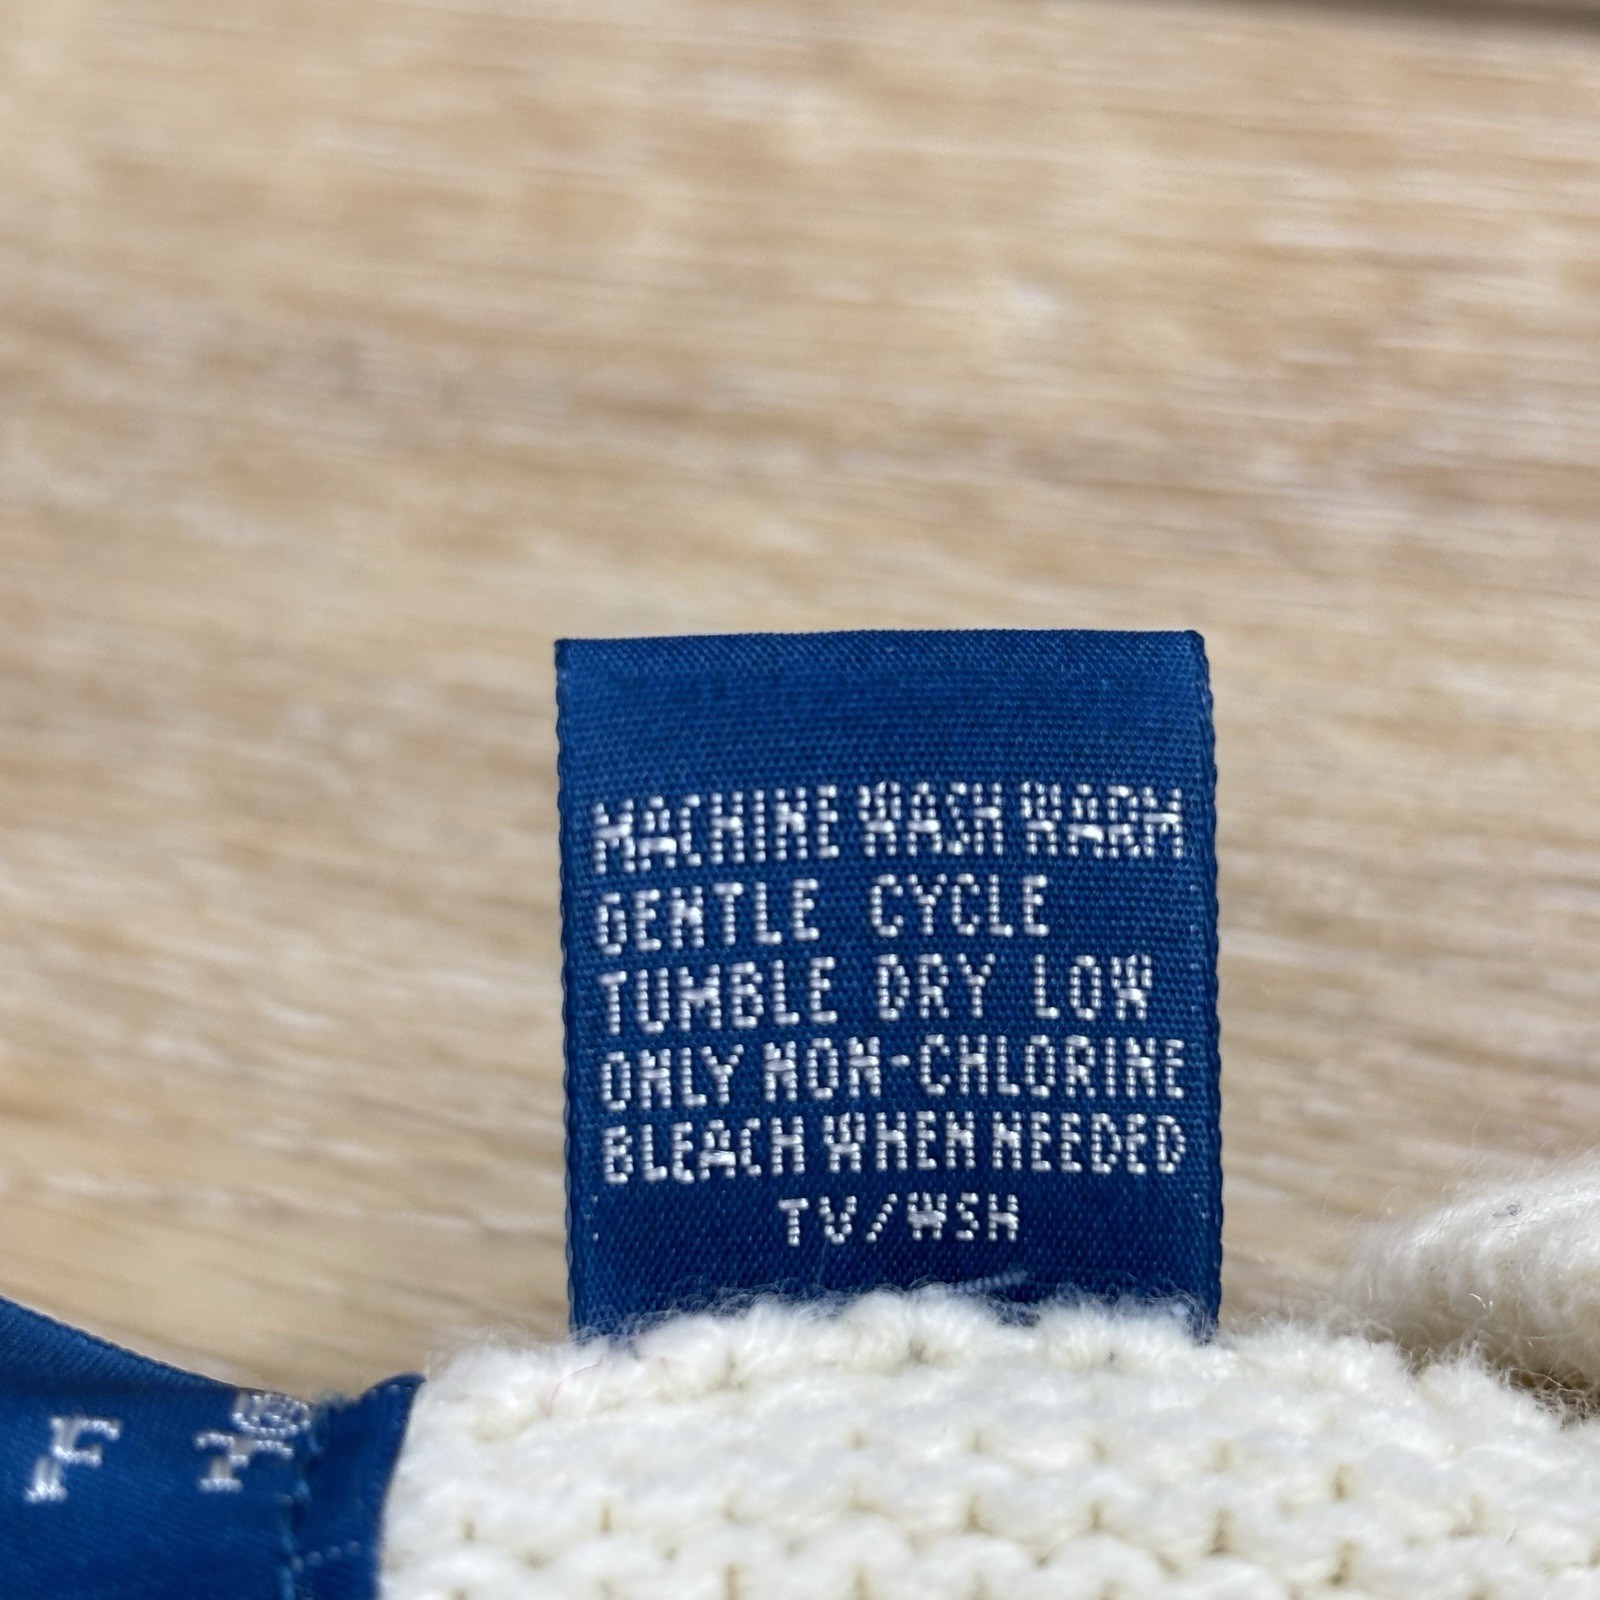 MACHINE WASH WARM
GENTLE CYCLE
TUMBLE DRY LOW
ONLY NON-CHLORINE
BLEACH WHEN NEEDED
TV/WSH